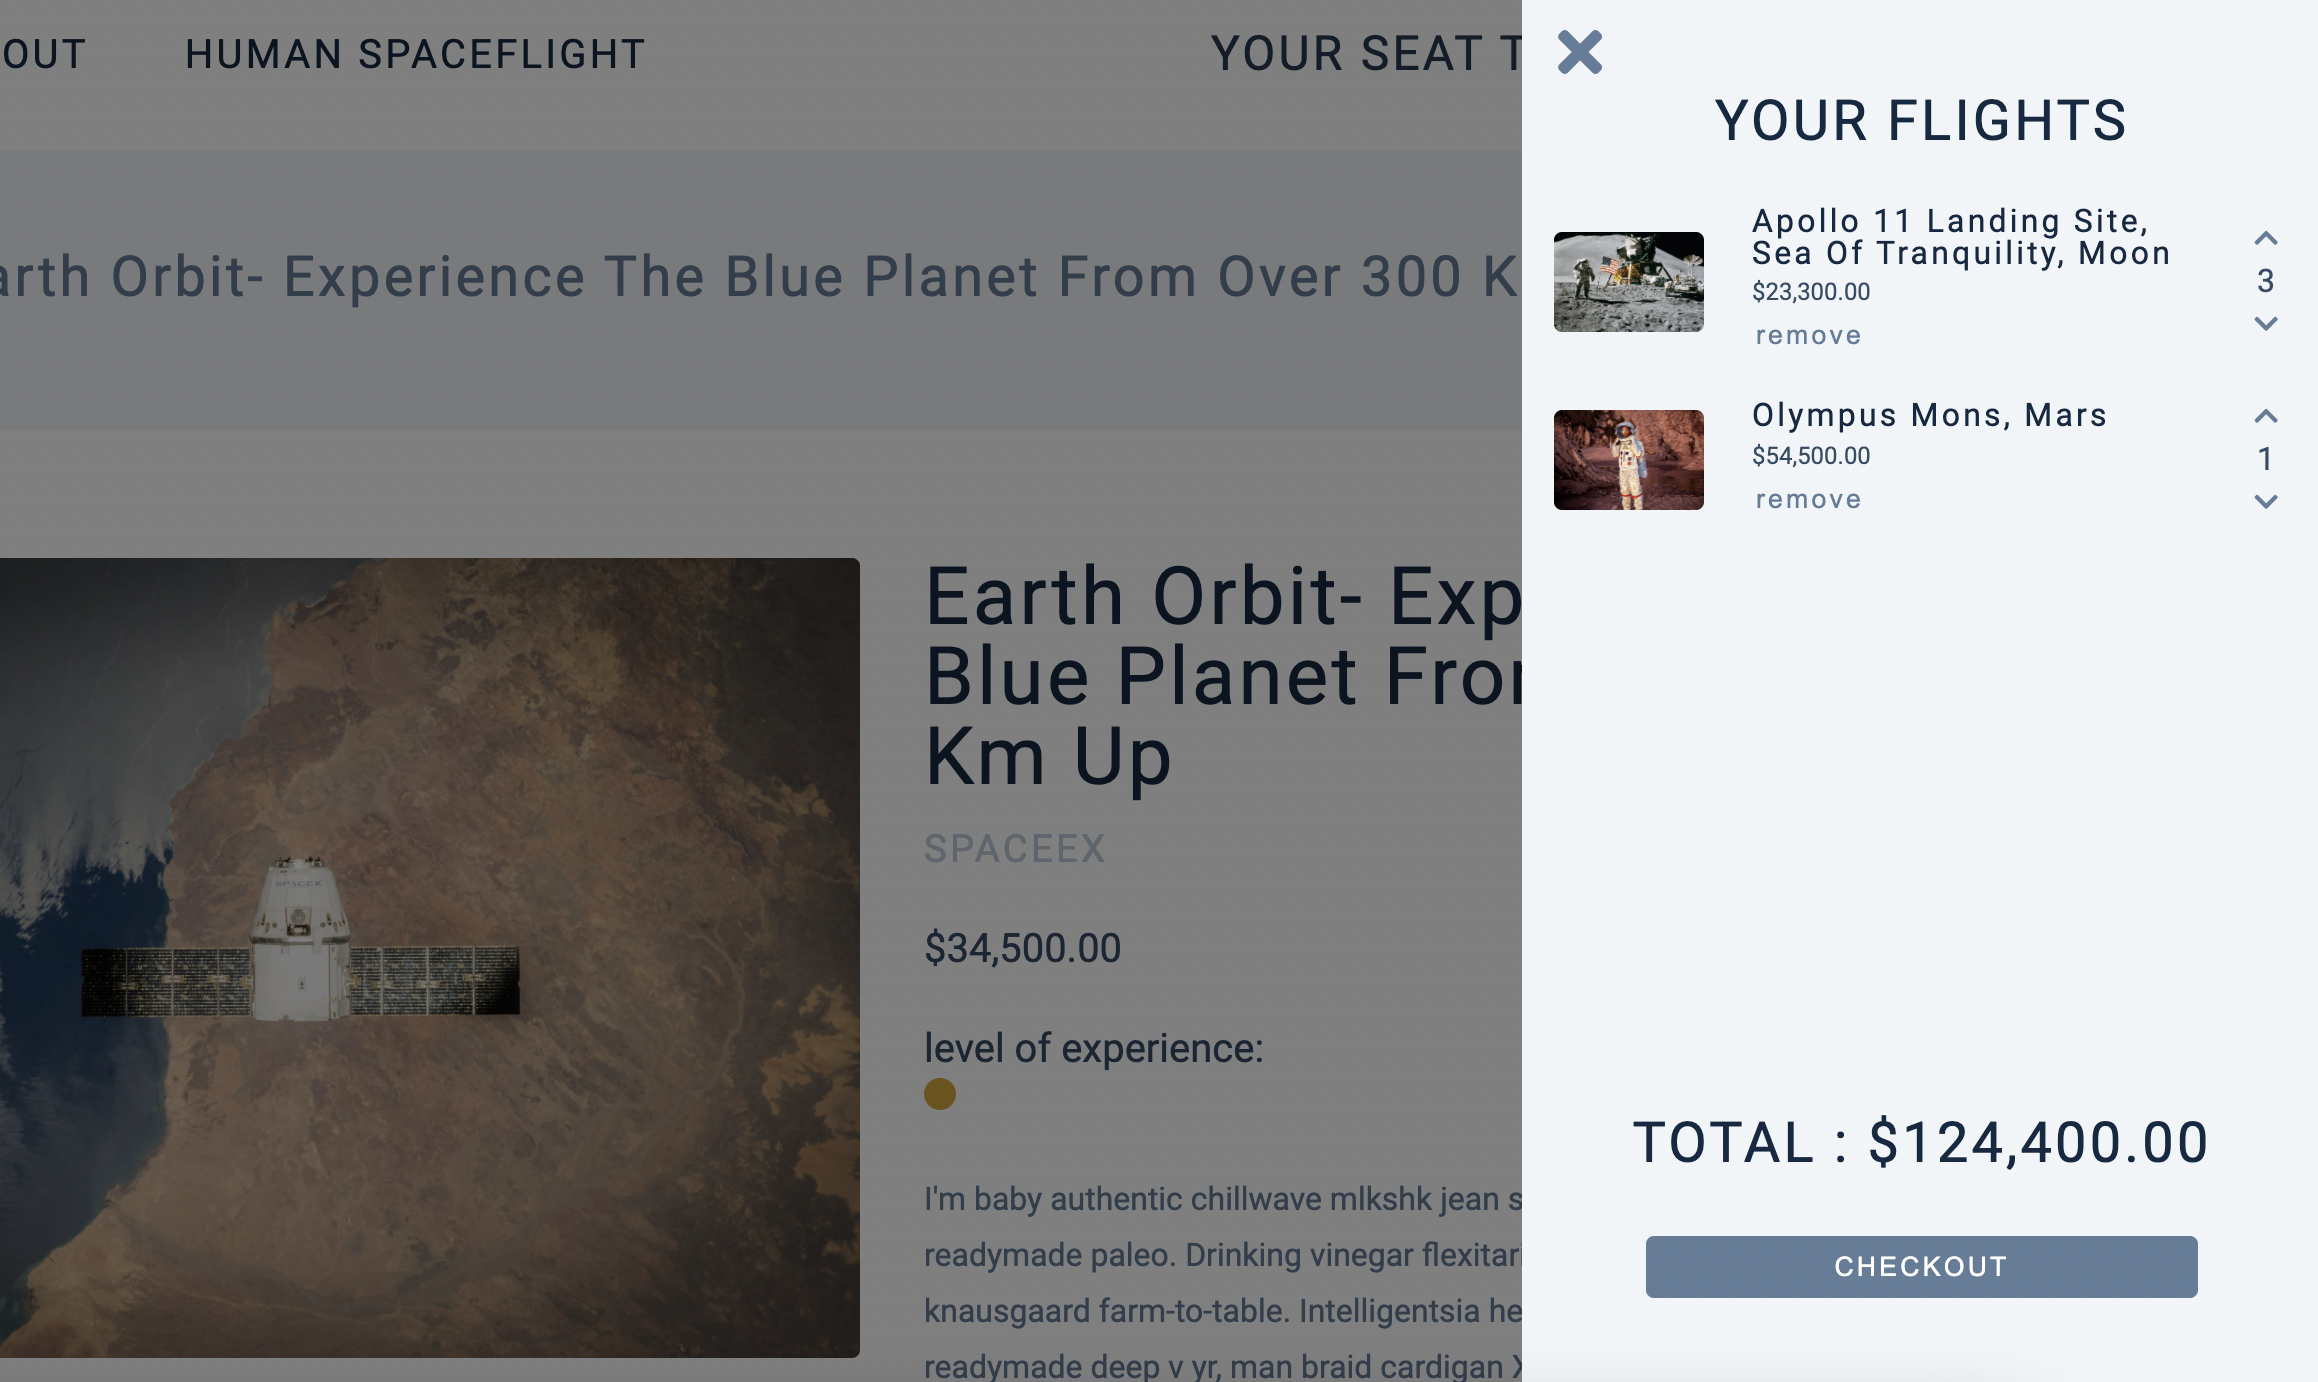 OUT HUMAN SPACEFLIGHT YOUR SEAT T
arth Orbit- Experience The Blue Planet From Over 300 K
SPACEX
Earth Orbit- Exp
Blue Planet From
Km Up
SPACEEX
$34,500.00
level of experience:
I'm baby authentic chillwave mlkshk jean s
readymade paleo. Drinking vinegar flexitari
knausgaard farm-to-table. Intelligentsia he
readymade deep v yr, man braid cardigan X
YOUR FLIGHTS
Apollo 11 Landing Site,
Sea Of Tranquility, Moon
$23,300.00
remove
3
Olympus Mons, Mars
$54,500.00
remove
1
TOTAL : $124,400.00
CHECKOUT